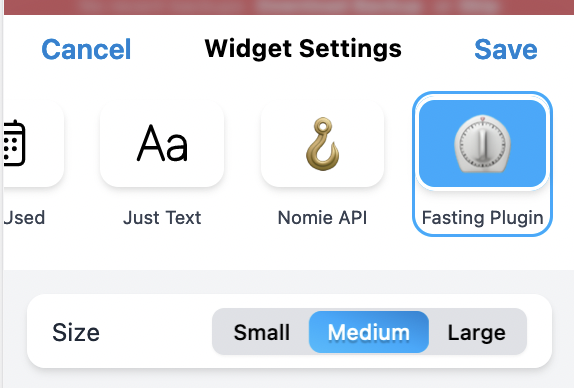 Cancel Widget Settings Save
Aa
Used Just Text Nomie API Fasting Plugin
Size Small Medium Large